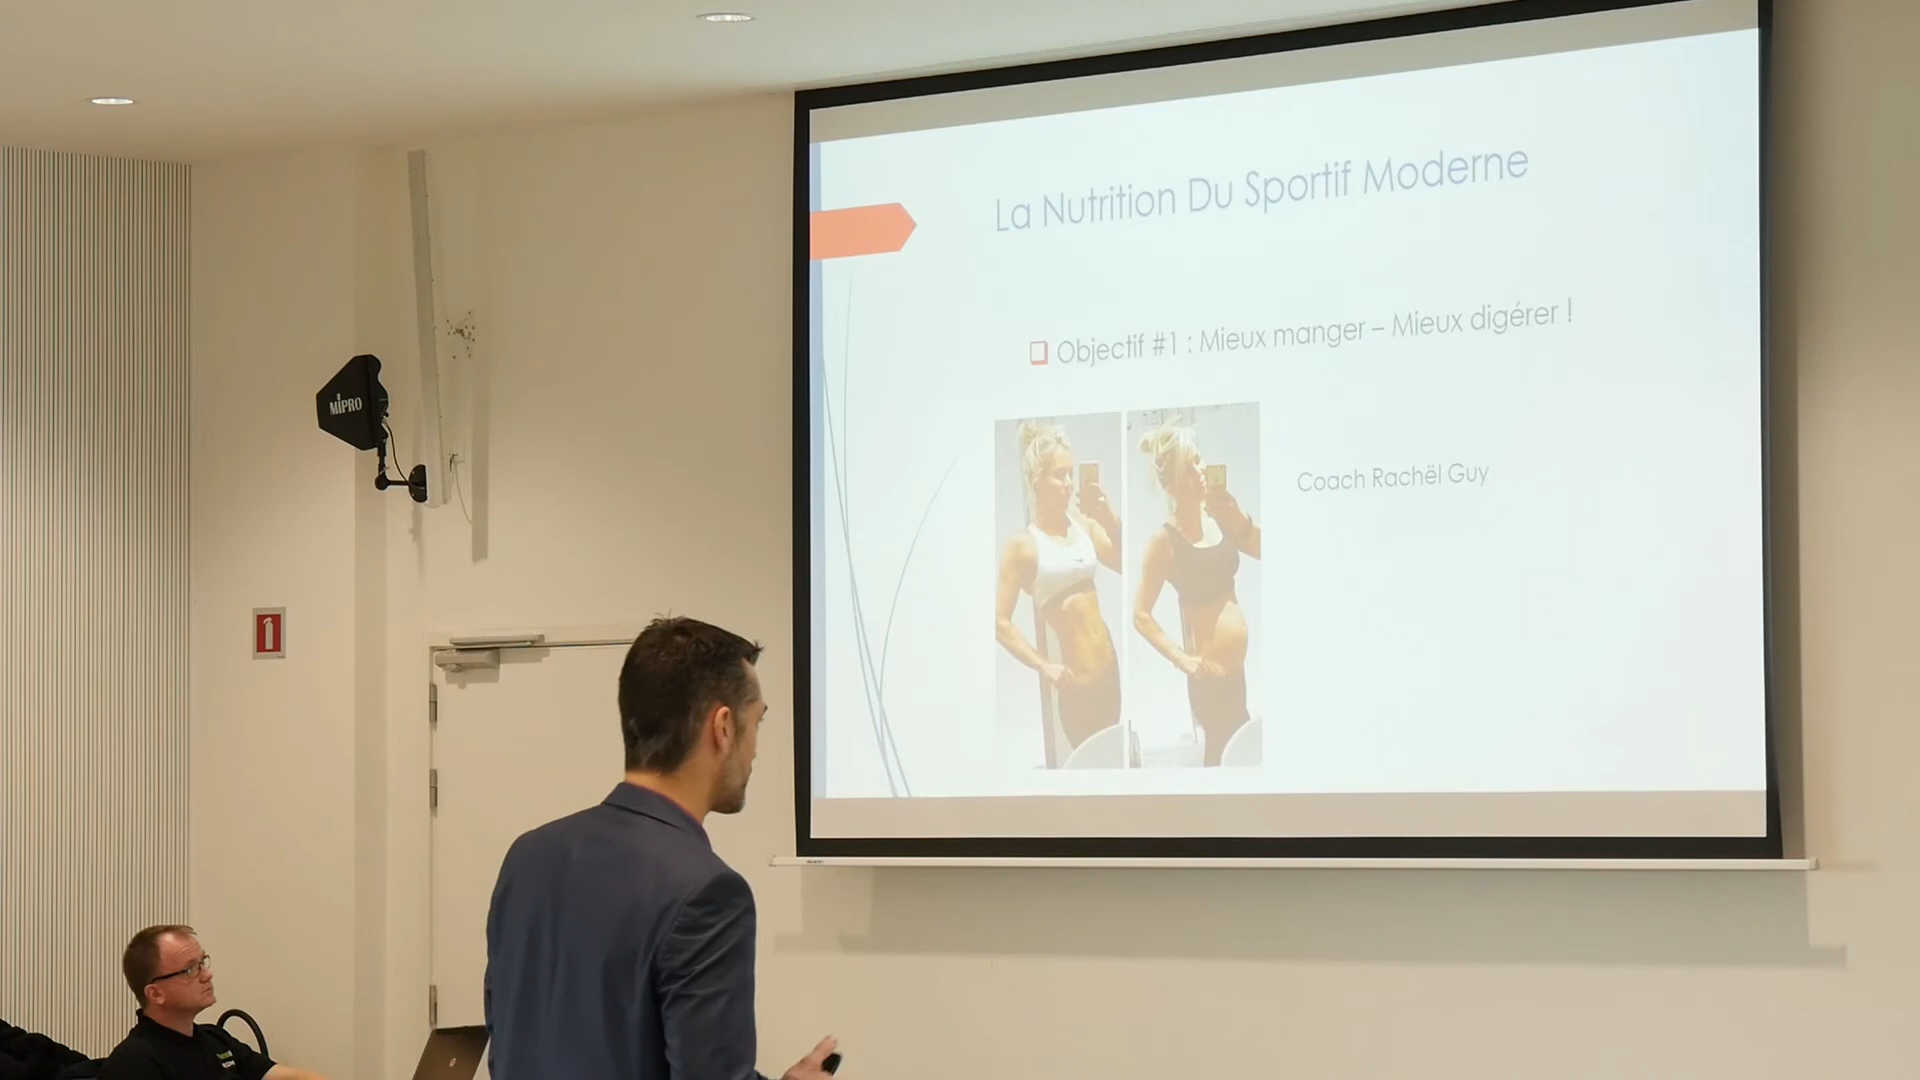 La Nutrition Du Sportif Moderne
Objectif #1 : Mieux manger – Mieux digérer !
Coach Rachël Guy
MIPRO